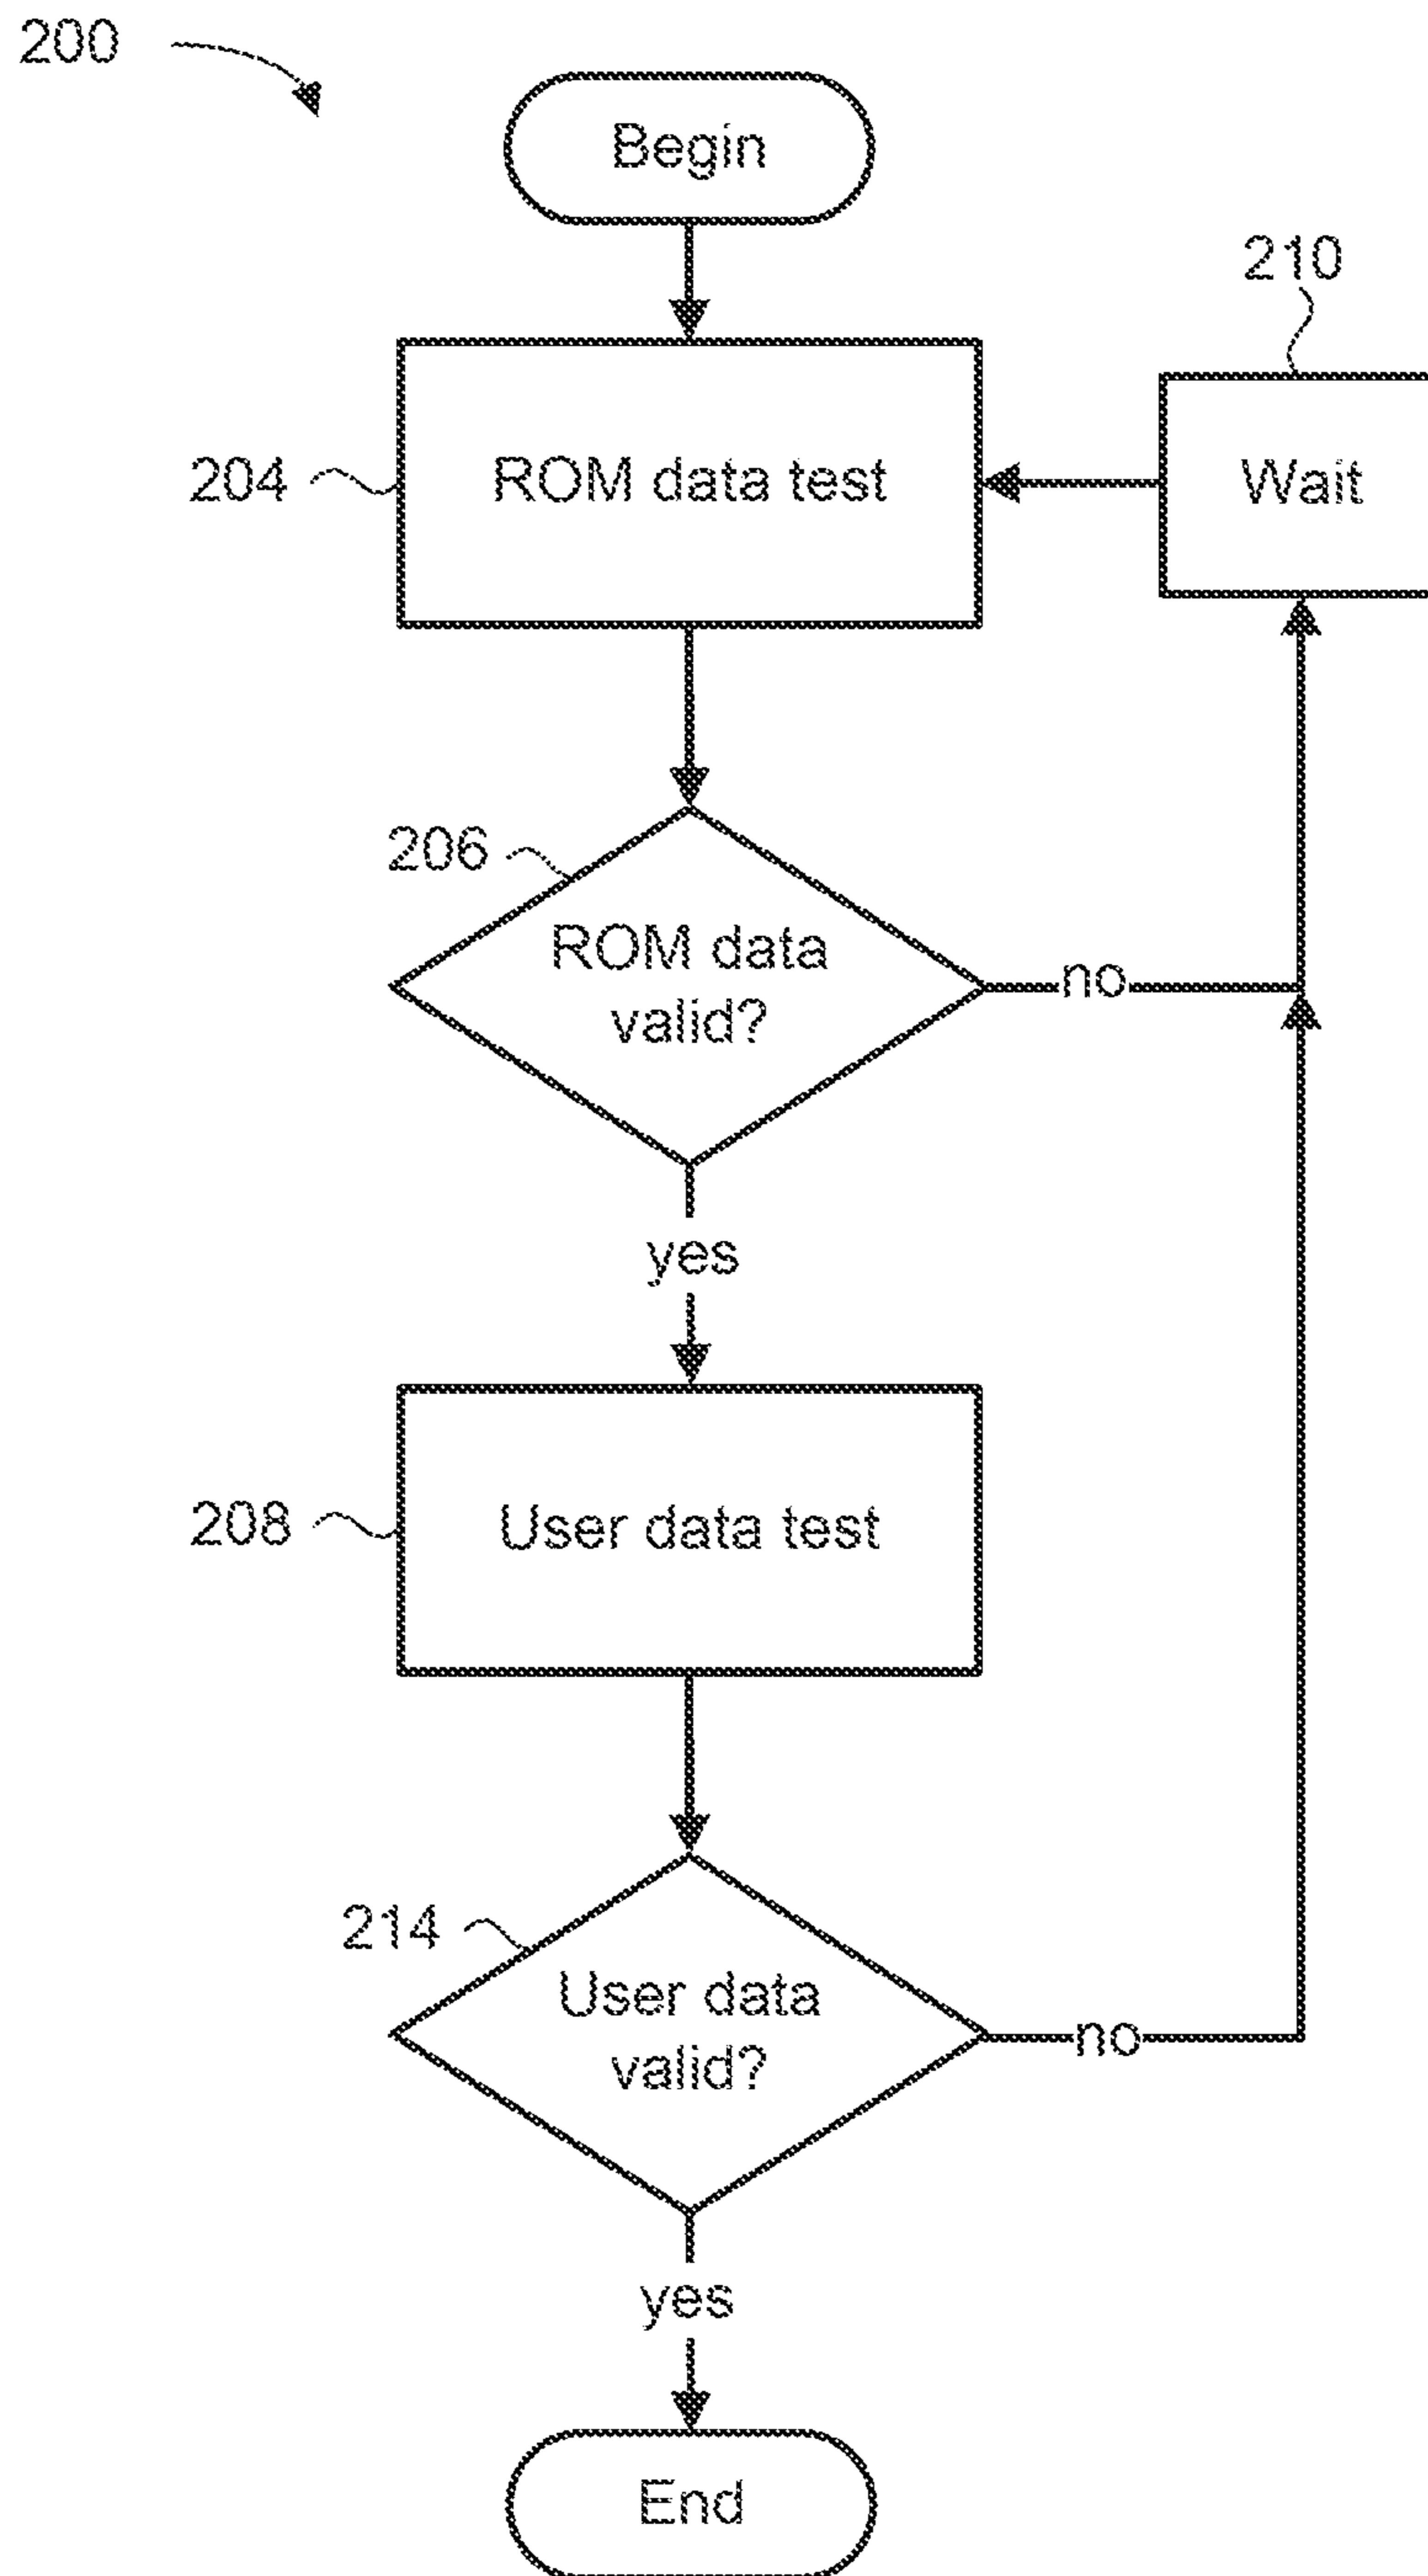 200
Begin
210
204
ROM data test
Wait
206
ROM data
valid?
no
yes
208
User data test
214
User data
valid?
no
yes
End